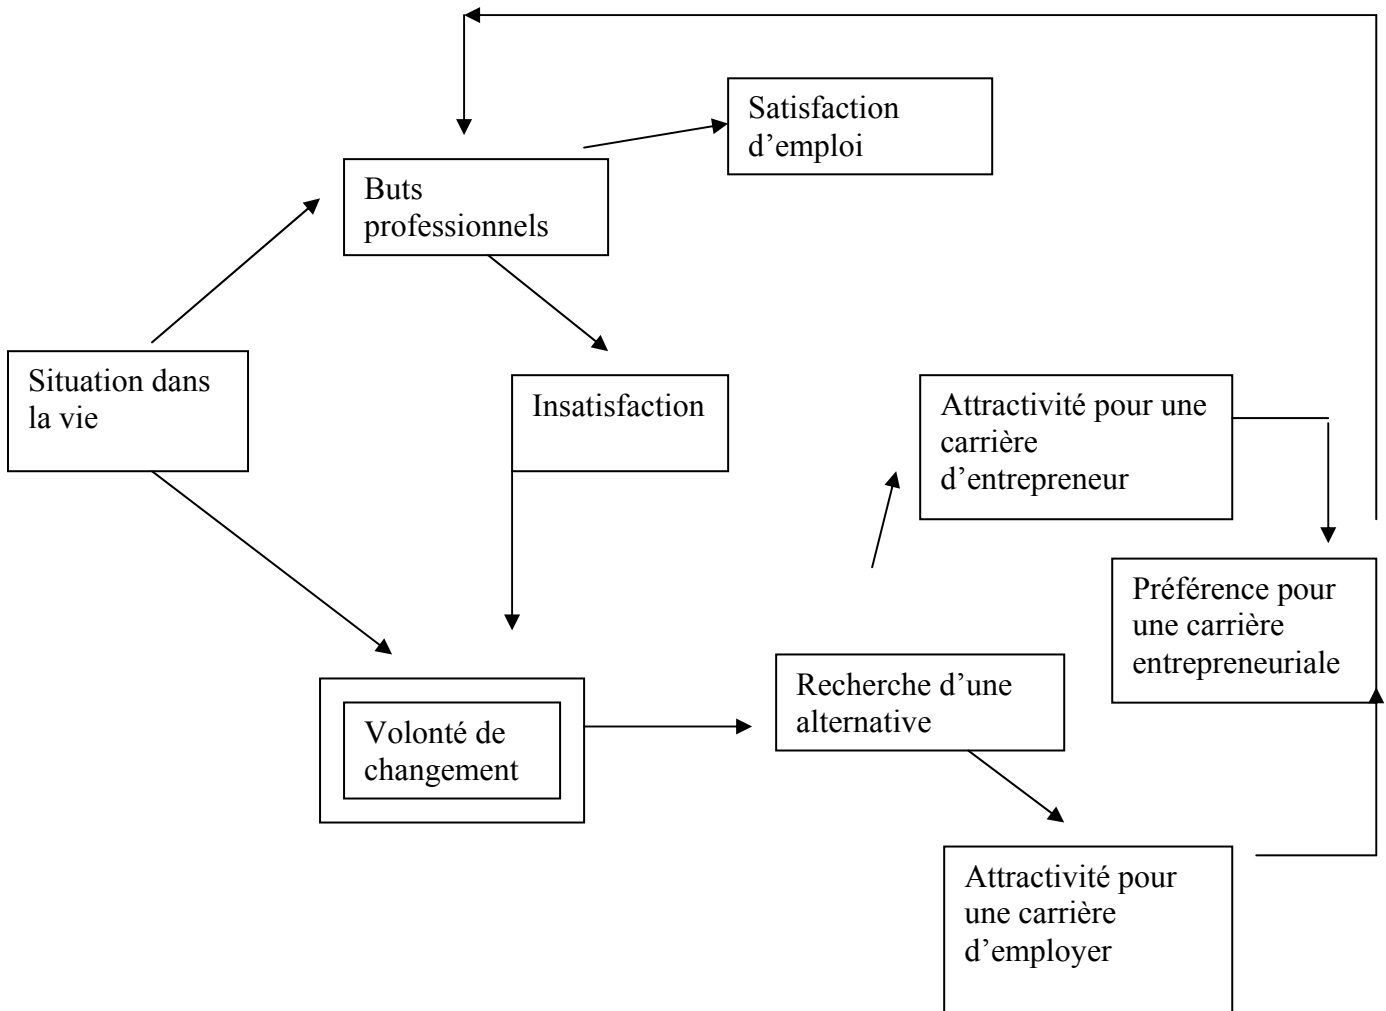 Satisfaction
d’emploi
Buts
professionnels
Situation dans
la vie
Insatisfaction
Attractivité pour une
carrière
d’entrepreneur
Préférence pour
une carrière
entrepreneuriale
Recherche d’une
alternative
Volonté de
changement
Attractivité pour
une carrière
d’employer